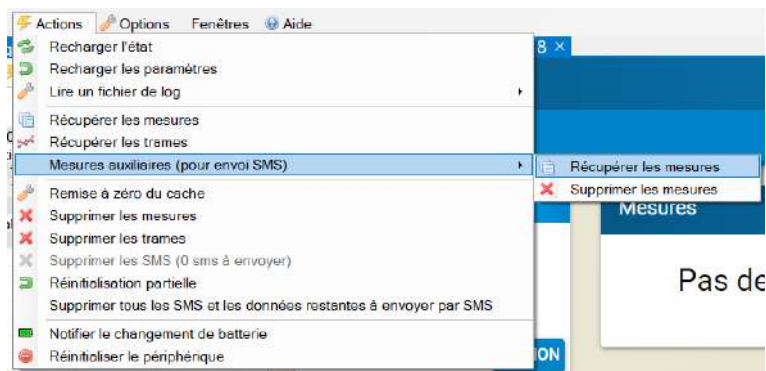 Actions Options Fenêtres Aide
Recharger l'état
8 ×
Recharger les paramètres
Lire un fichier de log
Récupérer les mesures
Récupérer les trames
Mesures auxiliaires (pour envoi SMS)
Récupérer les mesures
Remise à zéro du cache
Supprimer les mesures
Supprimer les mesures
Mesures
Supprimer les trames
Supprimer les SMS (0 sms à envoyer)
Réinitialisation partielle
Pas de
Supprimer tous les SMS et les données restantes à envoyer par SMS
Notifier le changement de batterie
Réinitialiser le périphérique
ION